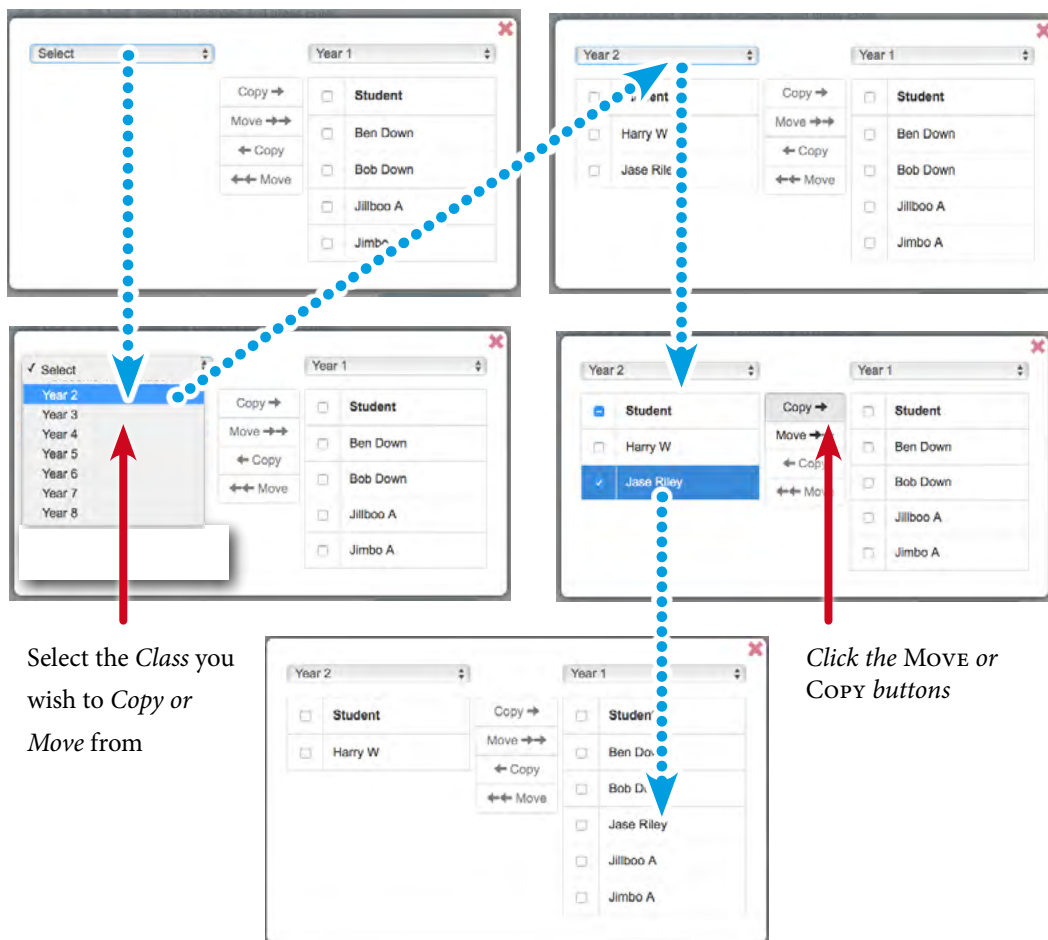 Select
Year 1
Copy ➔
Move ➔➔
← Copy
←← Move
Student
Ben Down
Bob Down
Jillboo A
Year 2
Year 1
Copy ➔
Move ➔➔
← Copy
←← Move
Harry W
Jase
Student
Ben Down
Bob Down
Jillboo A
Jimbo A
✓ Select
Year 2
Year 3
Year 4
Year 5
Year 6
Year 7
Year 8
Year 1
Copy ➔
Move ➔➔
← Copy
←← Move
Student
Ben Down
Bob Down
Jillboo A
Jimbo A
Year 2
Year 1
Student
Harry W
Jase Riley
Copy ➔
Move
← Copy
←← Move
Student
Ben Down
Bob Down
Jillboo A
Jimbo A
Select the Class you
wish to Copy or
Move from
Click the MOVE or
COPY buttons
Year 2
Year 1
Student
Harry W
Copy ➔
Move ➔➔
← Copy
←← Move
Student
Ben
Bob
Jase Riley
Jillboo A
Jimbo A